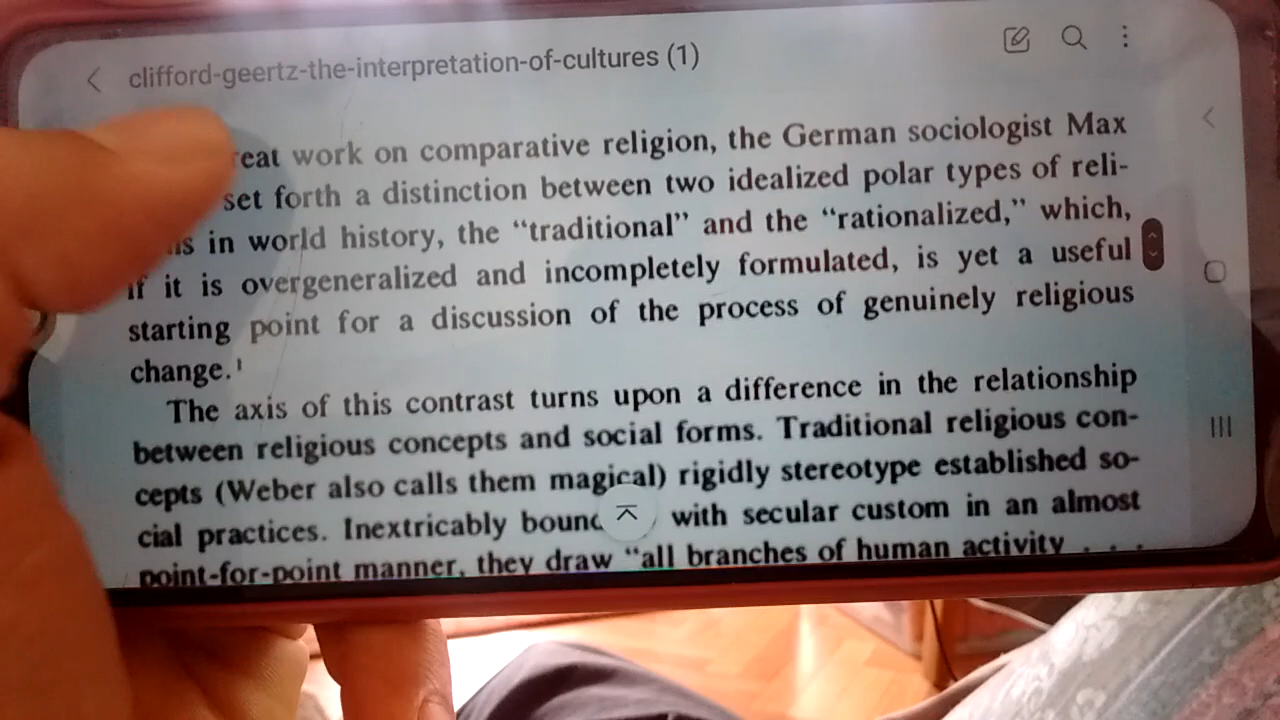 clifford-geertz-the-interpretation-of-cultures (1)
reat work on comparative religion, the German sociologist Max
set forth a distinction between two idealized polar types of reli-
ns in world history, the “traditional” and the “rationalized,” which,
if it is overgeneralized and incompletely formulated, is yet a useful
starting point for a discussion of the process of genuinely religious
change.¹
The axis of this contrast turns upon a difference in the relationship
between religious concepts and social forms. Traditional religious con-
cepts (Weber also calls them magical) rigidly stereotype established so-
cial practices. Inextricably bound with secular custom in an almost
point-for-point manner, they draw “all branches of human activity . . .